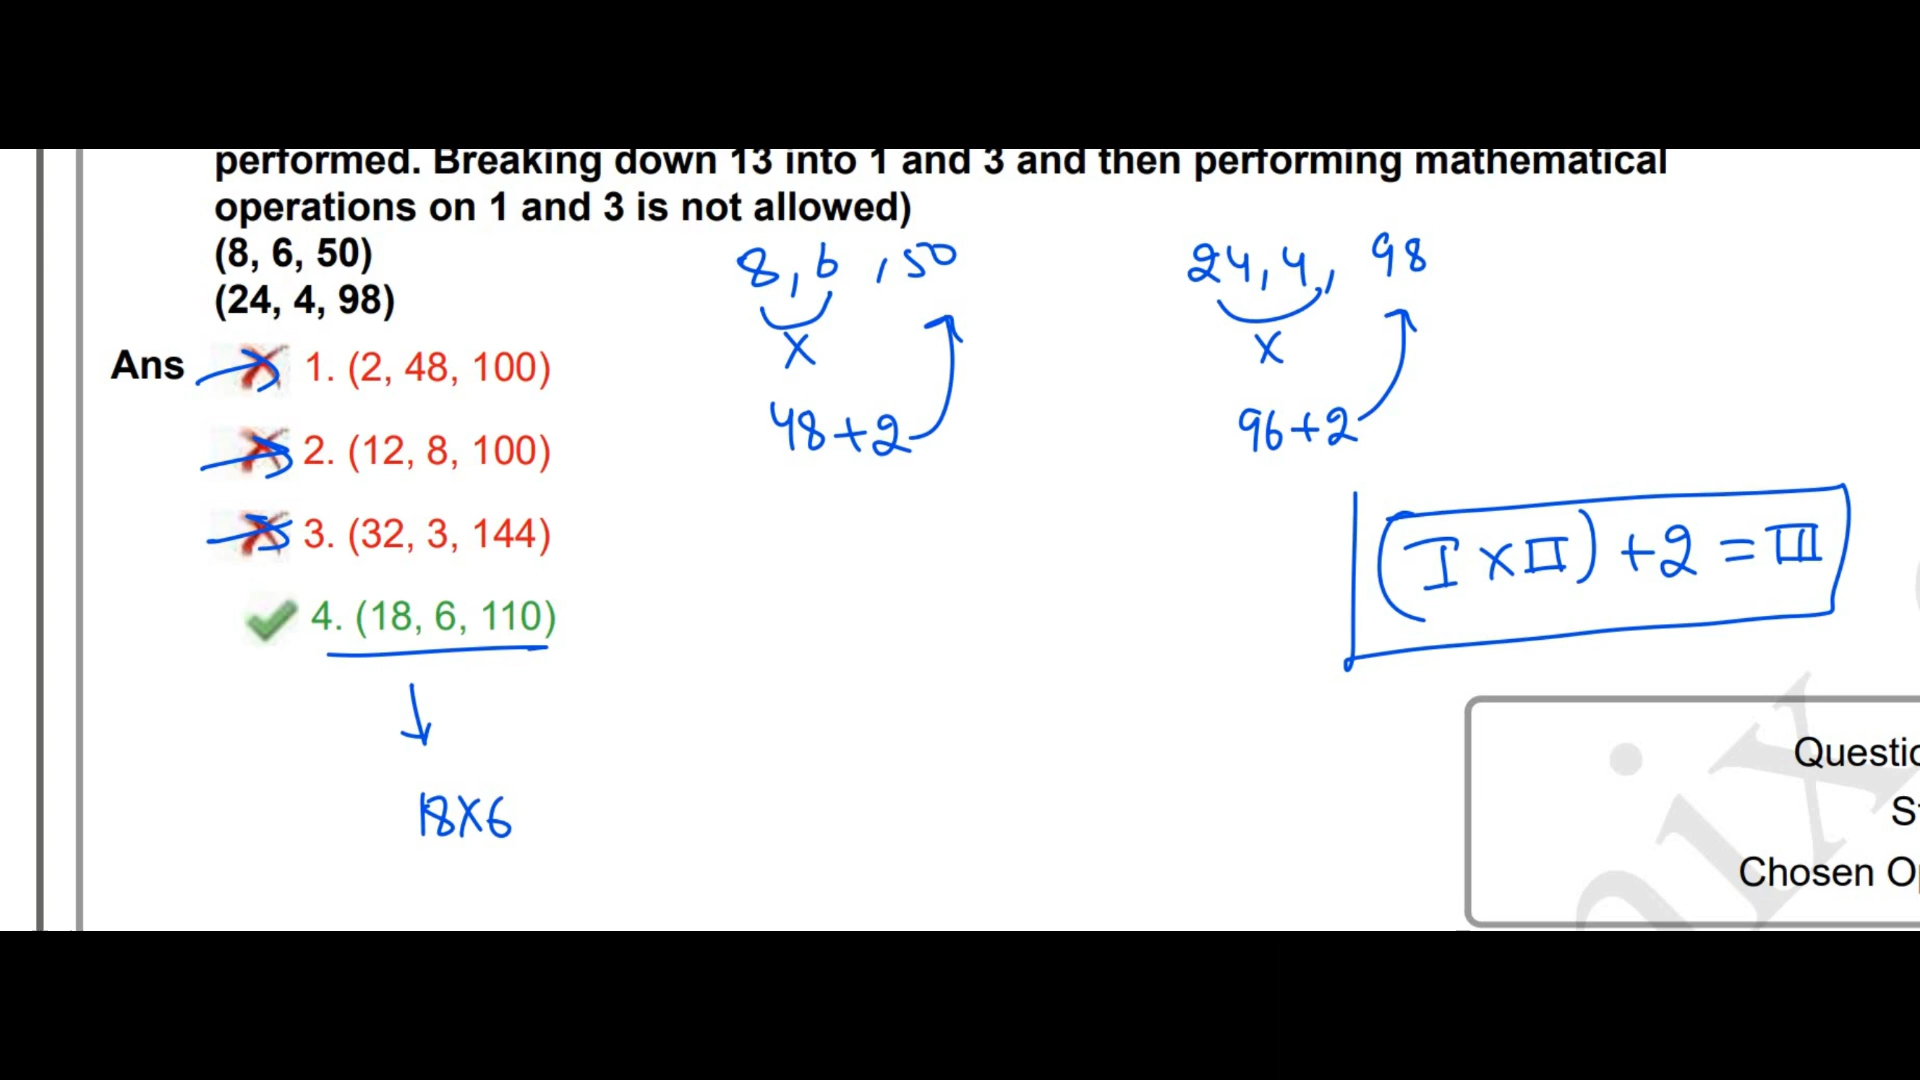 performed. Breaking down 13 into 1 and 3 and then performing mathematical
operations on 1 and 3 is not allowed)
(8, 6, 50)
(24, 4, 98)
8, 6, 50
24, 4, 98
X
X
48+2
96+2
Ans
1. (2, 48, 100)
2. (12, 8, 100)
3. (32, 3, 144)
4. (18, 6, 110)
(I X II) +2 = III
18X6
Questio
St
Chosen Op